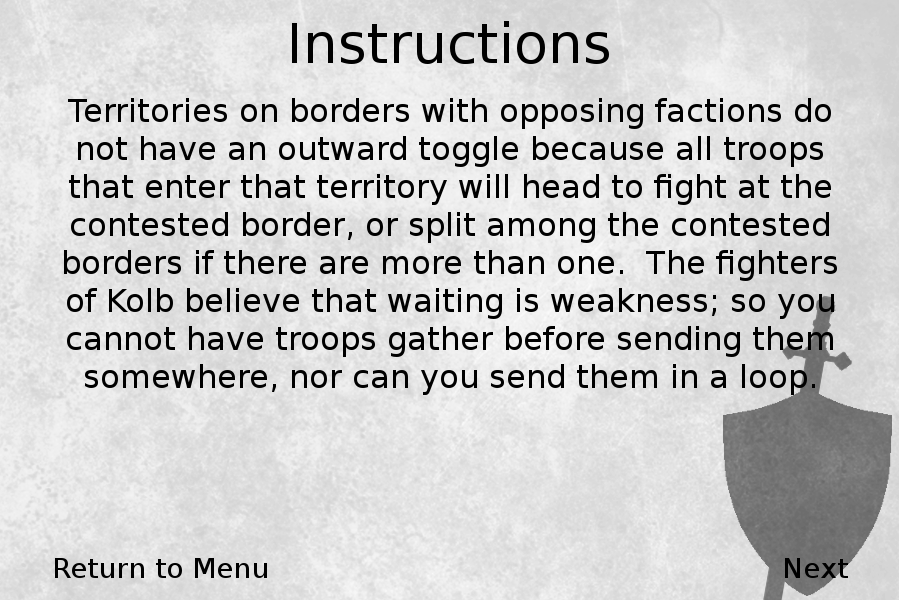 Instructions
Territories on borders with opposing factions do
not have an outward toggle because all troops
that enter that territory will head to fight at the
contested border, or split among the contested
borders if there are more than one.  The fighters
of Kolb believe that waiting is weakness; so you
cannot have troops gather before sending them
somewhere, nor can you send them in a loop.
Return to Menu
Next